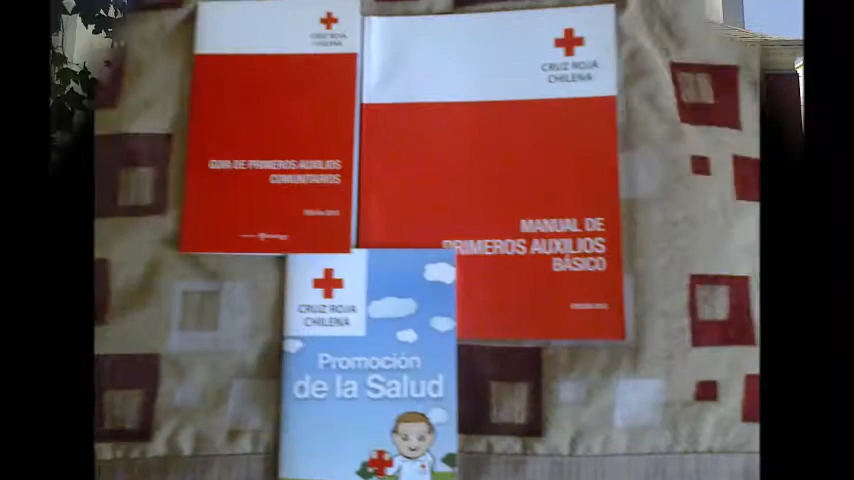 CRUZ ROJA
CHILENA
GUIA DE PRIMEROS AUXILIOS
COMUNITARIOS
CRUZ ROJA
CHILENA
MANUAL DE
PRIMEROS AUXILIOS
BÁSICO
CRUZ ROJA
CHILENA
Promoción
de la Salud